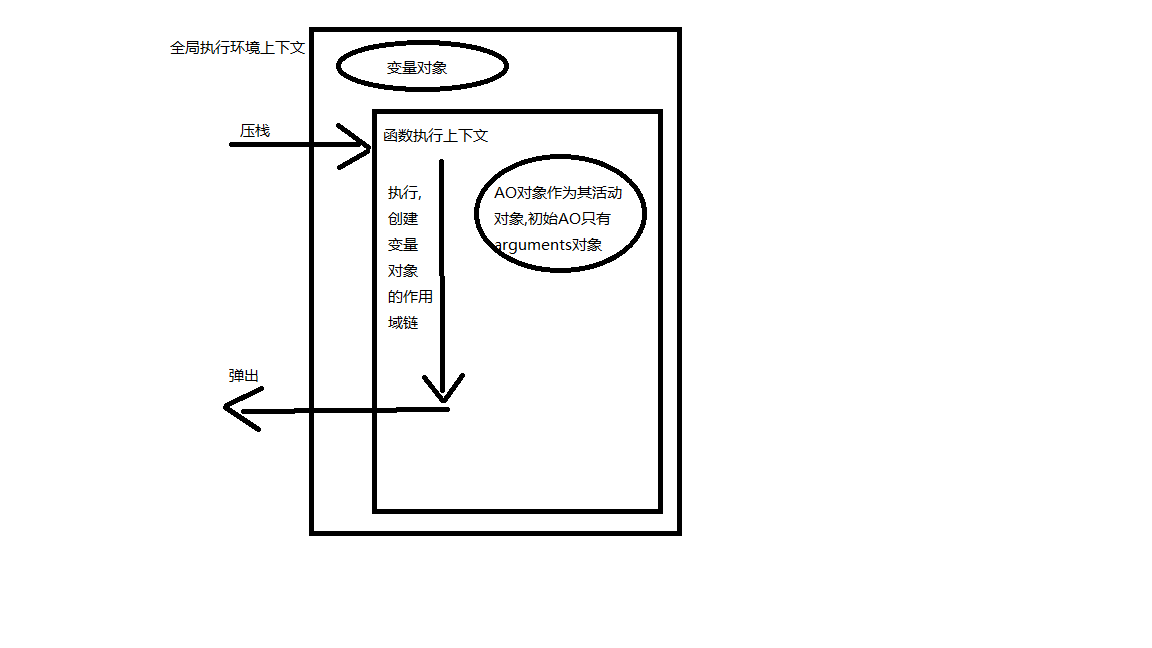 全局执行环境上下文
变量对象
压栈
函数执行上下文
执行,
创建
变量
对象
的作用
域链
AO对象作为其活动
对象,初始AO只有
arguments对象
弹出